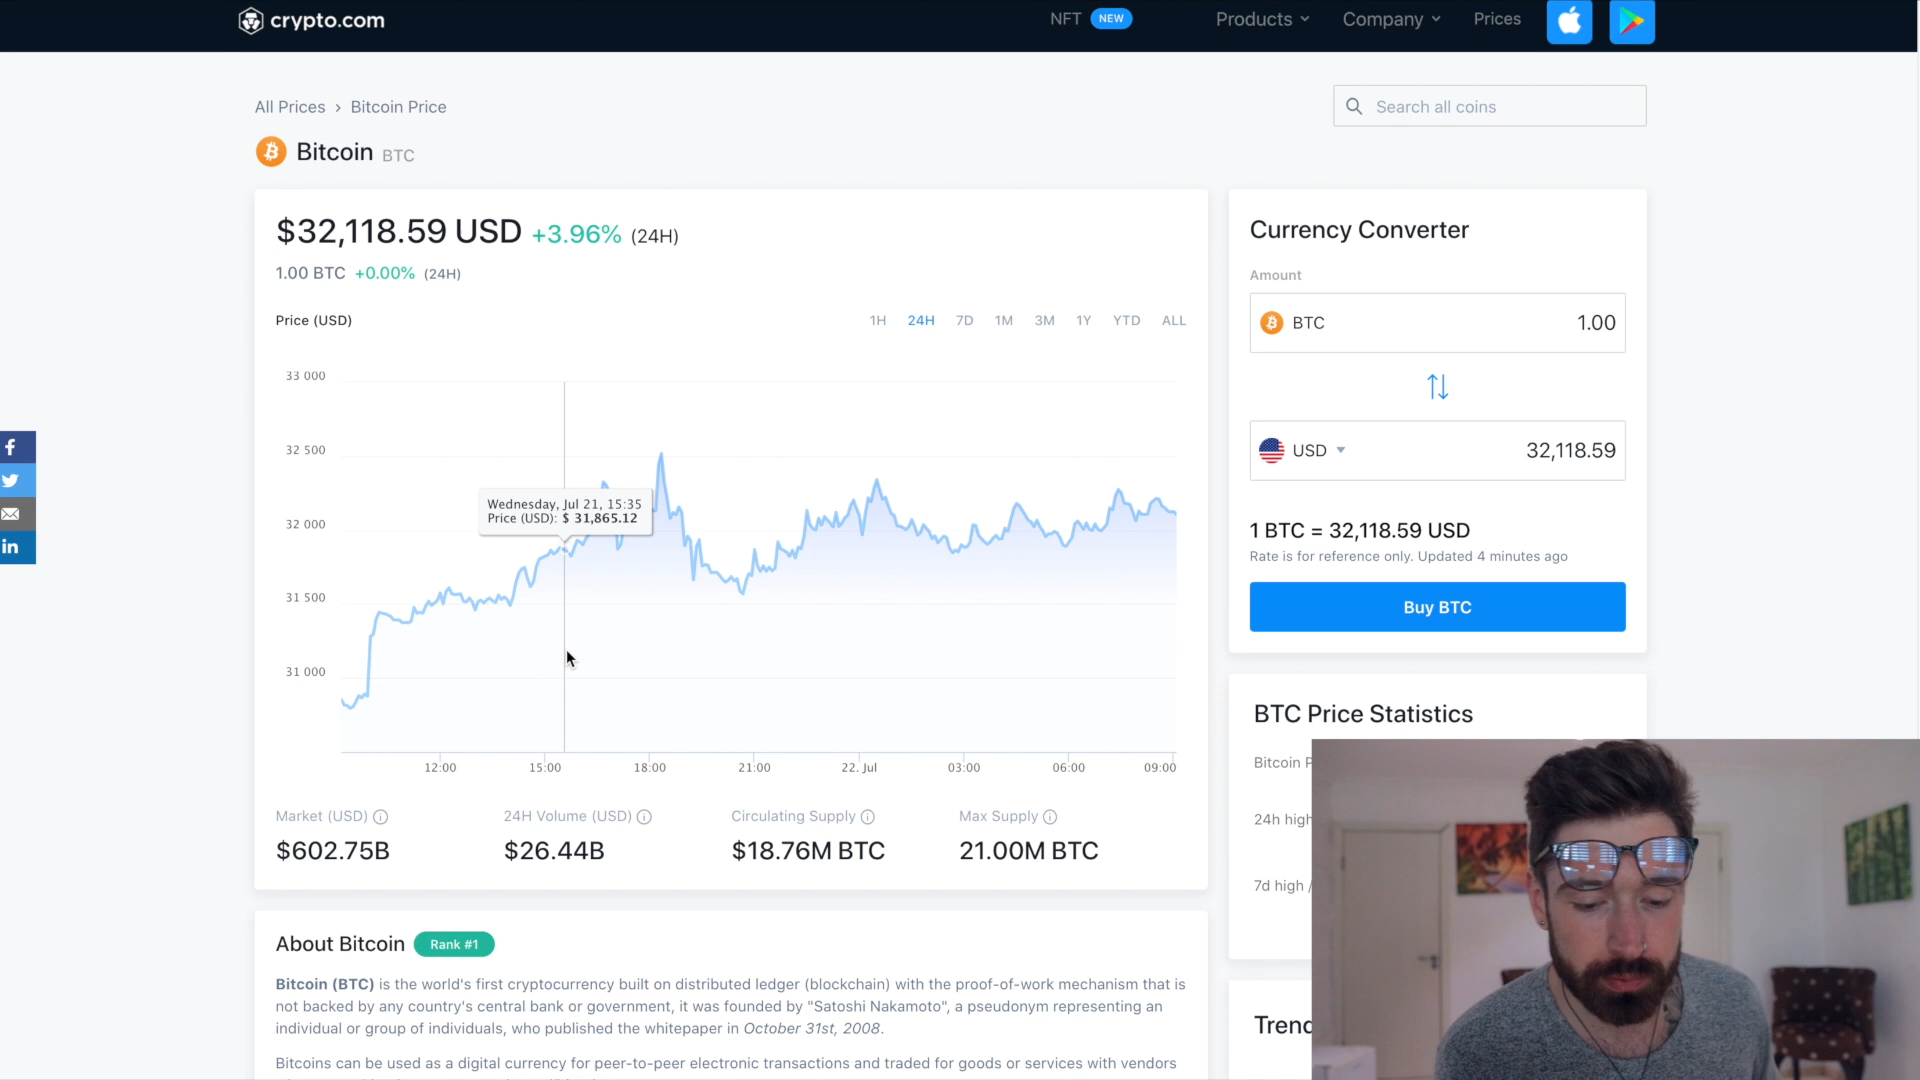 crypto.com
NFT NEW Products Company Prices
All Prices › Bitcoin Price
Search all coins
Bitcoin BTC
$32,118.59 USD +3.96% (24H)
1.00 BTC +0.00% (24H)
Price (USD)
1H 24H 7D 1M 3M 1Y YTD ALL
33 000
32 500
32 000
31 500
31 000
Wednesday, Jul 21, 15:35
Price (USD): $ 31,865.12
12:00 15:00 18:00 21:00 22. Jul 03:00 06:00 09:00
Market (USD) 24H Volume (USD) Circulating Supply Max Supply
$602.75B $26.44B $18.76M BTC 21.00M BTC
About Bitcoin Rank #1
Bitcoin (BTC) is the world's first cryptocurrency built on distributed ledger (blockchain) with the proof-of-work mechanism that is
not backed by any country's central bank or government, it was founded by "Satoshi Nakamoto", a pseudonym representing an
individual or group of individuals, who published the whitepaper in October 31st, 2008.
Bitcoins can be used as a digital currency for peer-to-peer electronic transactions and traded for goods or services with vendors
Currency Converter
Amount
BTC 1.00
USD 32,118.59
1 BTC = 32,118.59 USD
Rate is for reference only. Updated 4 minutes ago
Buy BTC
BTC Price Statistics
Bitcoin P
24h high
7d high /
Trend